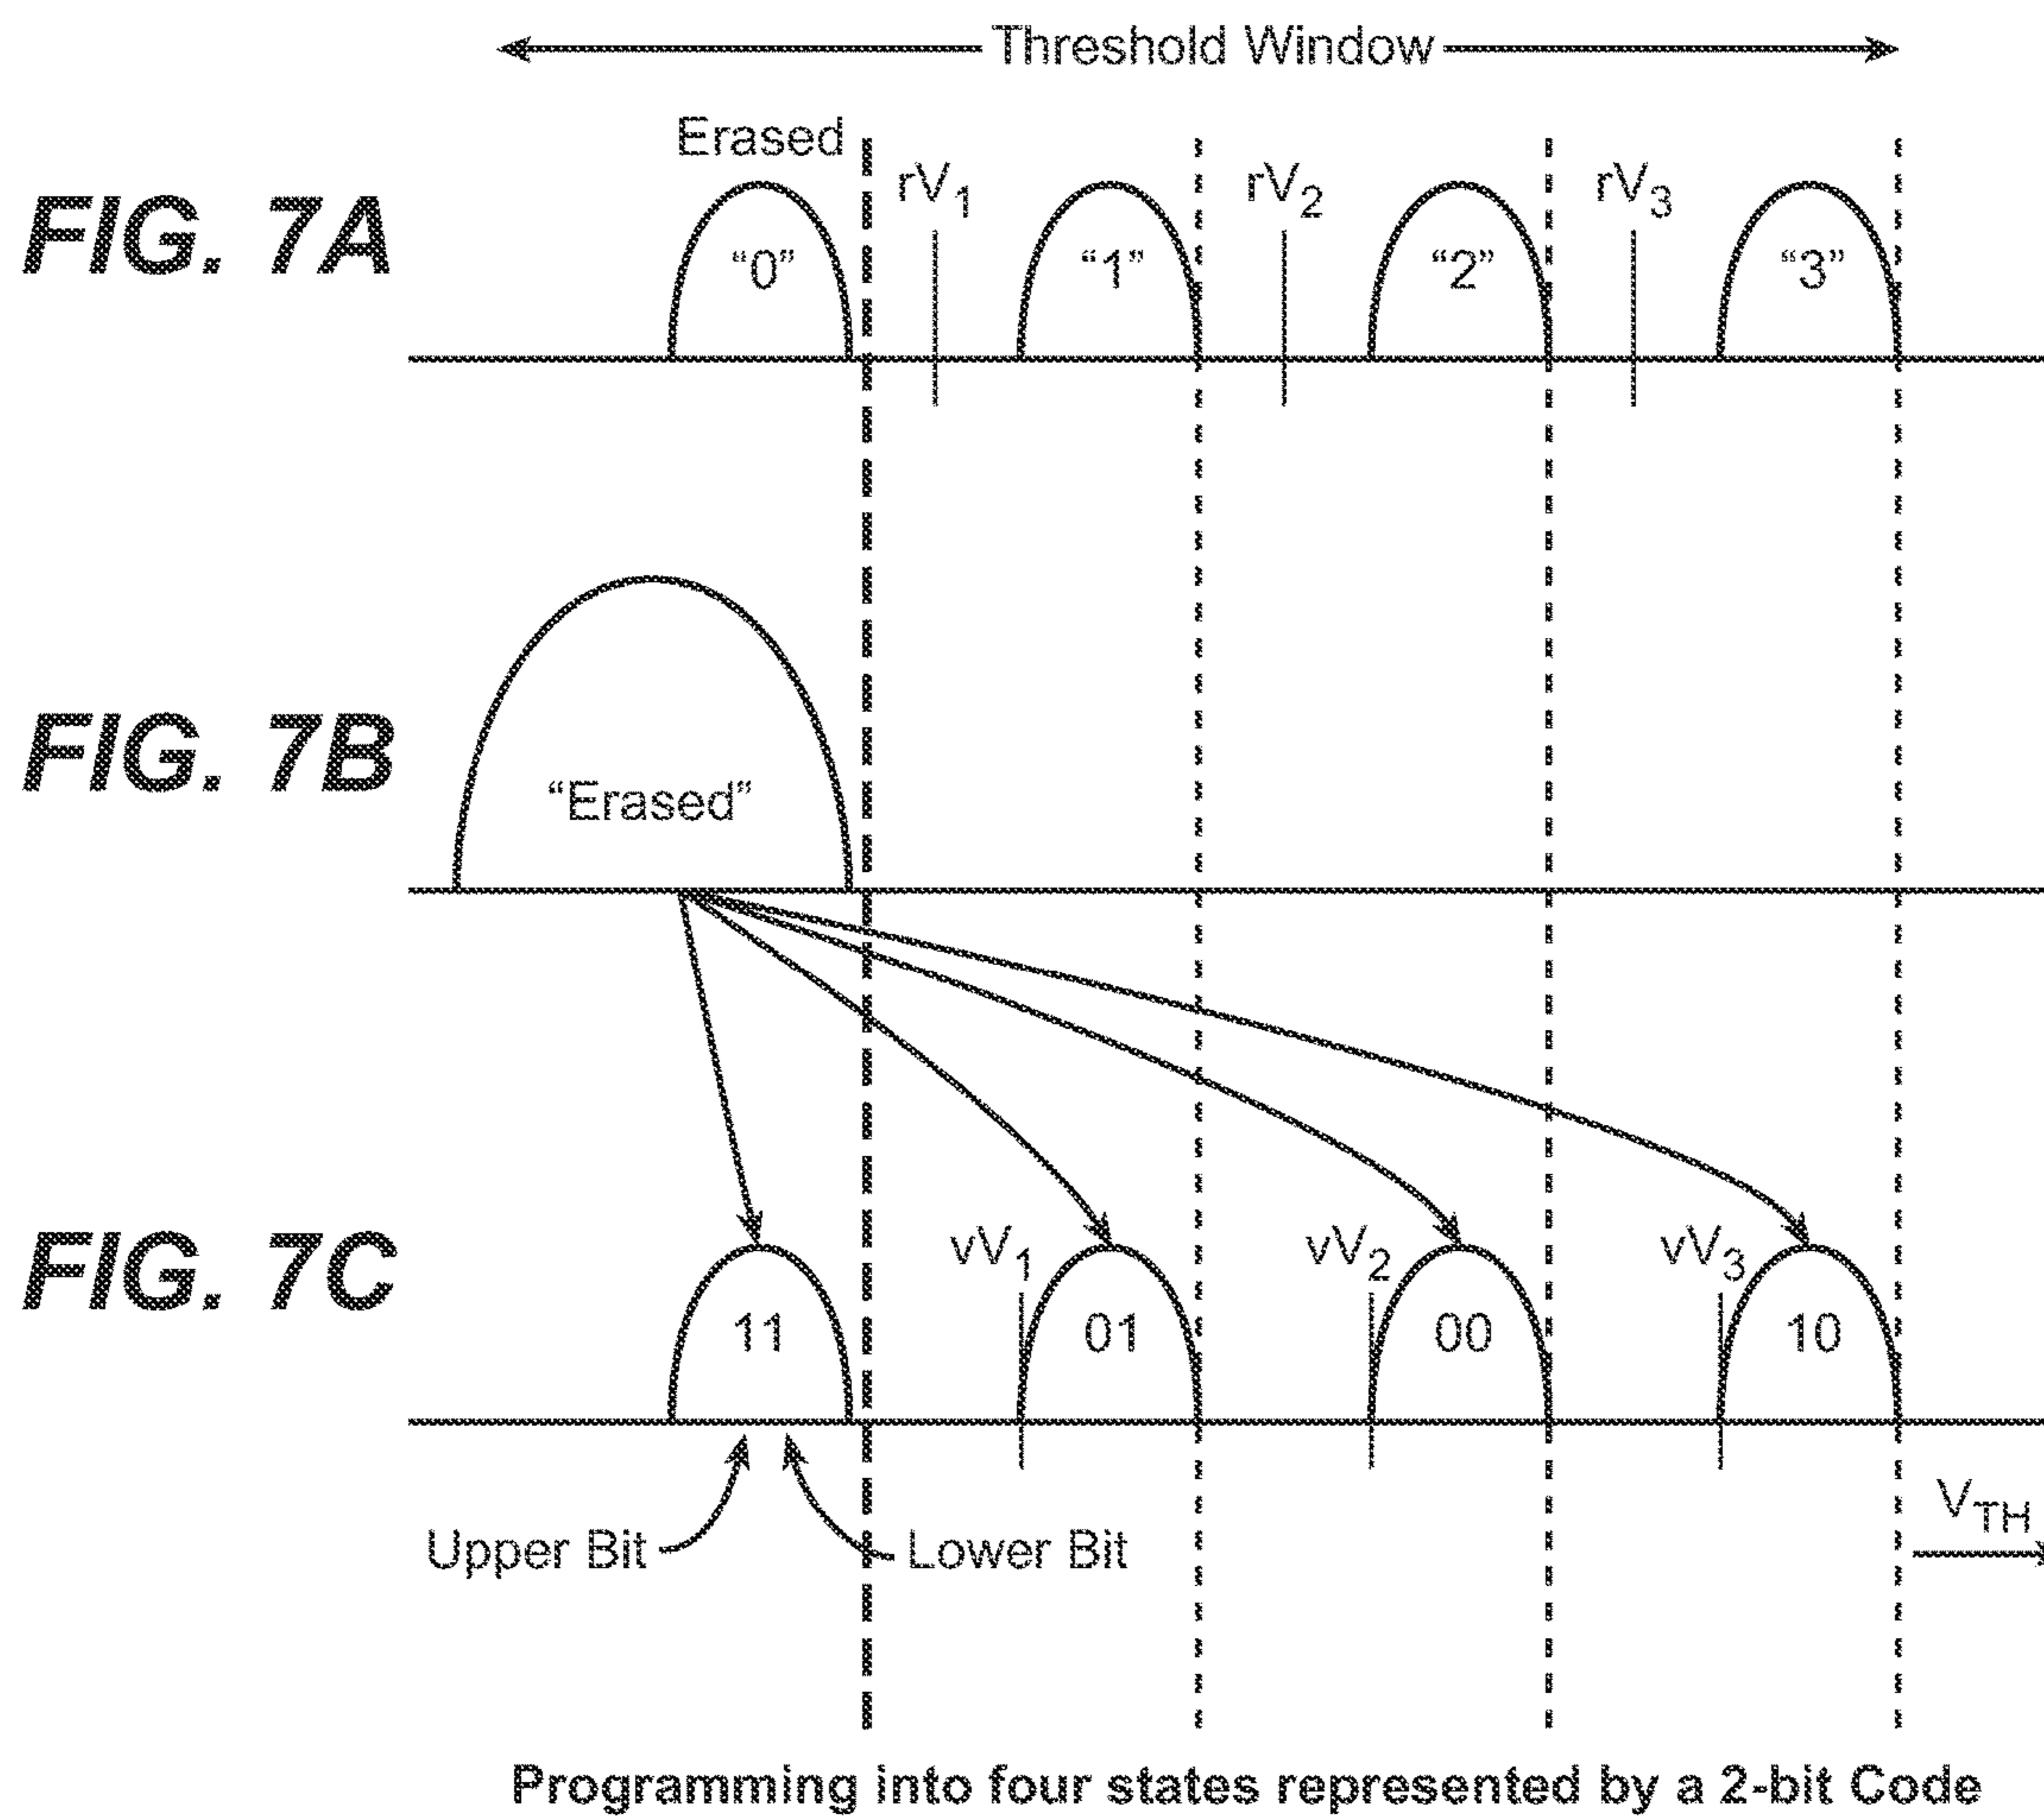 Threshold Window
Erased
FIG. 7A
rV1 rV2 rV3
“0” “1” “2” “3”
FIG. 7B
“Erased”
FIG. 7C
vV1 vV2 vV3
11 01 00 10
VTH
Upper Bit Lower Bit
Programming into four states represented by a 2-bit Code